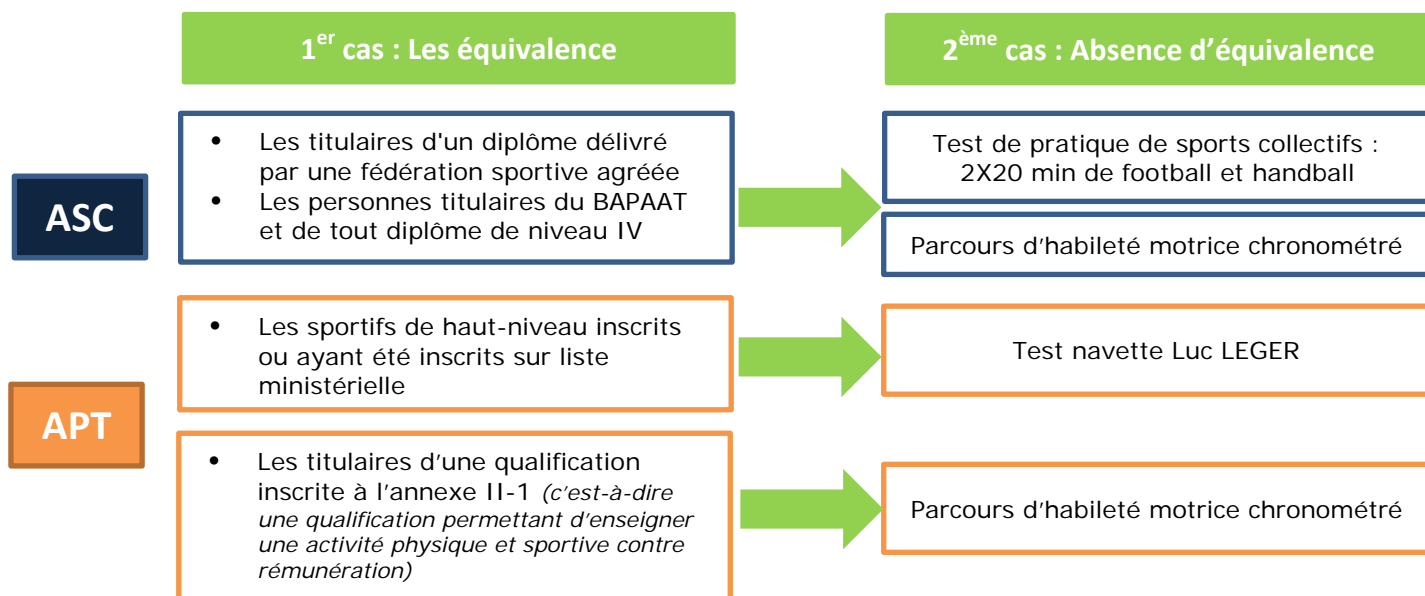 1er cas : Les équivalence
2ème cas : Absence d'équivalence
ASC
• Les titulaires d'un diplôme délivré
par une fédération sportive agréée
• Les personnes titulaires du BAPAAT
et de tout diplôme de niveau IV
Test de pratique de sports collectifs :
2X20 min de football et handball
Parcours d'habileté motrice chronométré
APT
• Les sportifs de haut-niveau inscrits
ou ayant été inscrits sur liste
ministérielle
Test navette Luc LEGER
• Les titulaires d'une qualification
inscrite à l'annexe II-1 (c'est-à-dire
une qualification permettant d'enseigner
une activité physique et sportive contre
rémunération)
Parcours d'habileté motrice chronométré